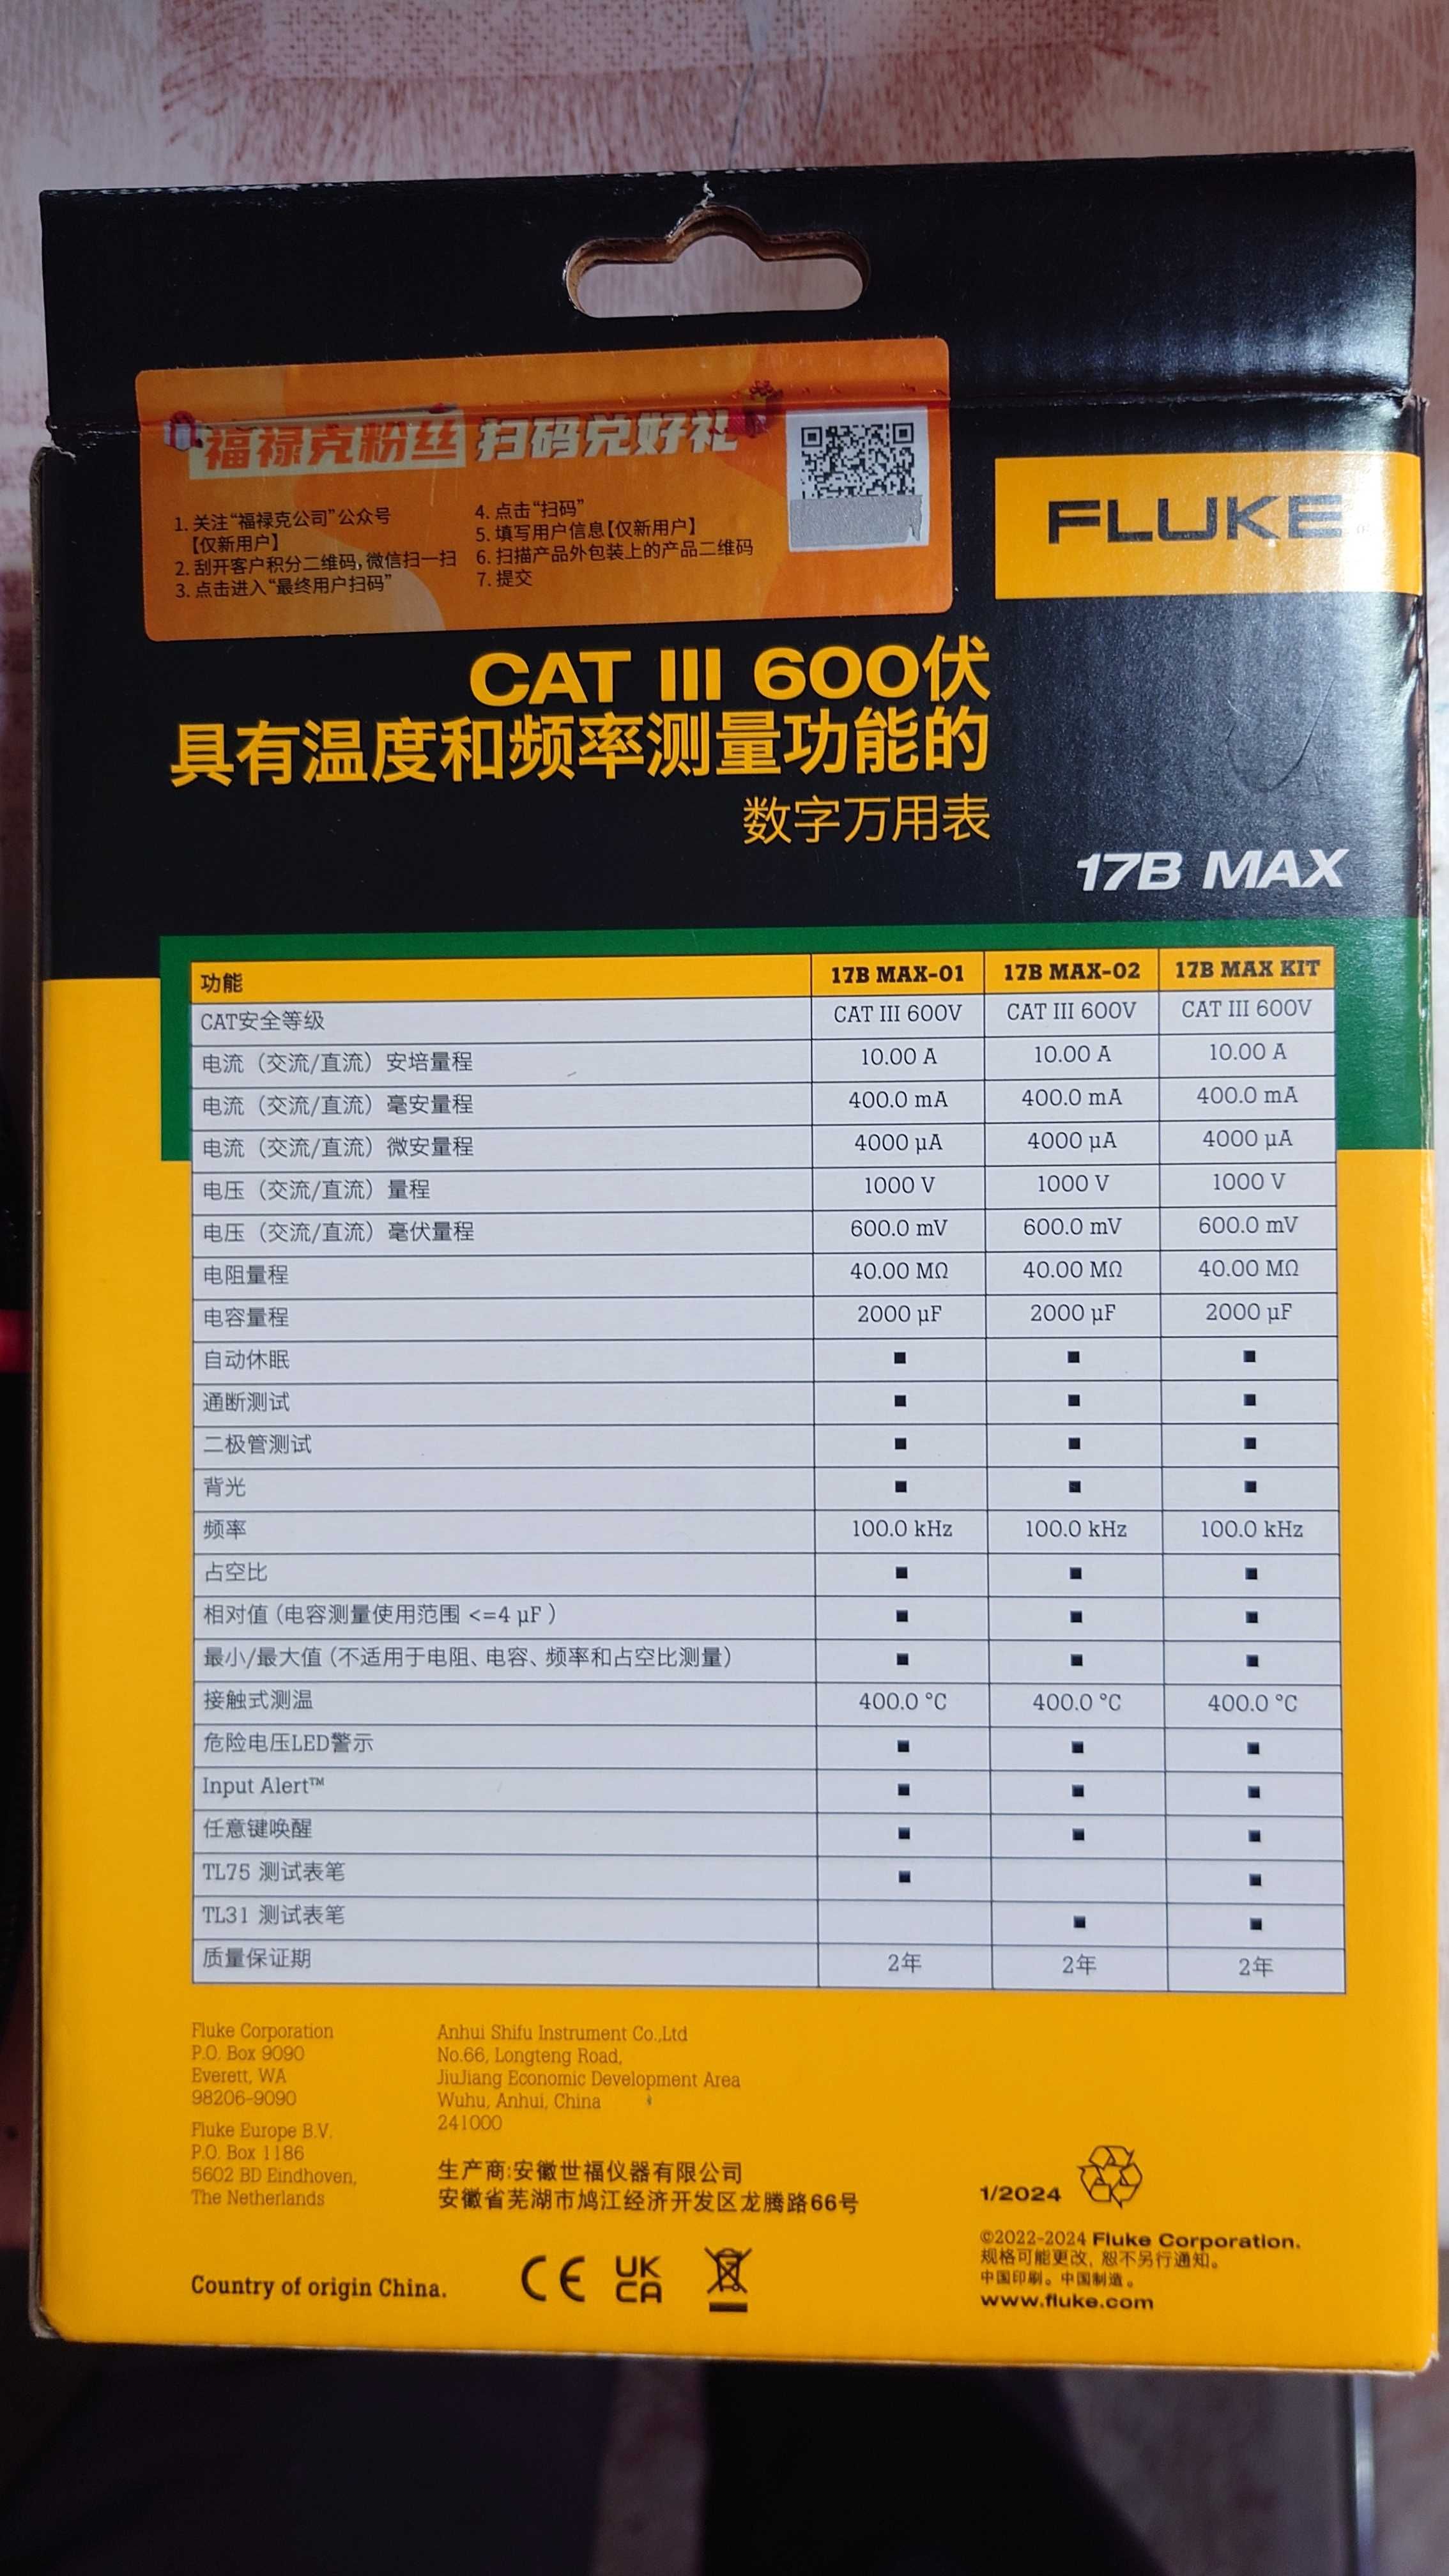 福禄克粉丝 扫码兑好礼
1. 关注“福禄克公司”公众号
【仅新用户】
2. 刮开客户积分二维码,微信扫一扫
3. 点击进入“最终用户扫码”
4. 点击“扫码”
5. 填写用户信息【仅新用户】
6. 扫描产品外包装上的产品二维码
7. 提交
FLUKE
CAT III 600伏
具有温度和频率测量功能的
数字万用表
17B MAX
功能 17B MAX-01 17B MAX-02 17B MAX KIT
CAT安全等级 CAT III 600V CAT III 600V CAT III 600V
电流（交流/直流）安培量程 10.00 A 10.00 A 10.00 A
电流（交流/直流）毫安量程 400.0 mA 400.0 mA 400.0 mA
电流（交流/直流）微安量程 4000 µA 4000 µA 4000 µA
电压（交流/直流）量程 1000 V 1000 V 1000 V
电压（交流/直流）毫伏量程 600.0 mV 600.0 mV 600.0 mV
电阻量程 40.00 MΩ 40.00 MΩ 40.00 MΩ
电容量程 2000 µF 2000 µF 2000 µF
自动休眠 ■ ■ ■
通断测试 ■ ■ ■
二极管测试 ■ ■ ■
背光 ■ ■ ■
频率 100.0 kHz 100.0 kHz 100.0 kHz
占空比 ■ ■ ■
相对值（电容测量使用范围 <=4 µF ） ■ ■ ■
最小/最大值（不适用于电阻、电容、频率和占空比测量） ■ ■ ■
接触式测温 400.0 °C 400.0 °C 400.0 °C
危险电压LED警示 ■ ■ ■
Input Alert™ ■ ■ ■
任意键唤醒 ■ ■ ■
TL75 测试表笔 ■ ■
TL31 测试表笔 ■ ■
质量保证期 2年 2年 2年
Fluke Corporation
P.O. Box 9090
Everett, WA
98206-9090
Fluke Europe B.V.
P.O. Box 1186
5602 BD Eindhoven,
The Netherlands
Anhui Shifu Instrument Co.,Ltd
No.66, Longteng Road,
JiuJiang Economic Development Area
Wuhu, Anhui, China
241000
生产商:安徽世福仪器有限公司
安徽省芜湖市鸠江经济开发区龙腾路66号
1/2024
©2022-2024 Fluke Corporation.
规格可能更改，恕不另行通知。
中国印刷。中国制造。
www.fluke.com
Country of origin China.
CE UK
CA